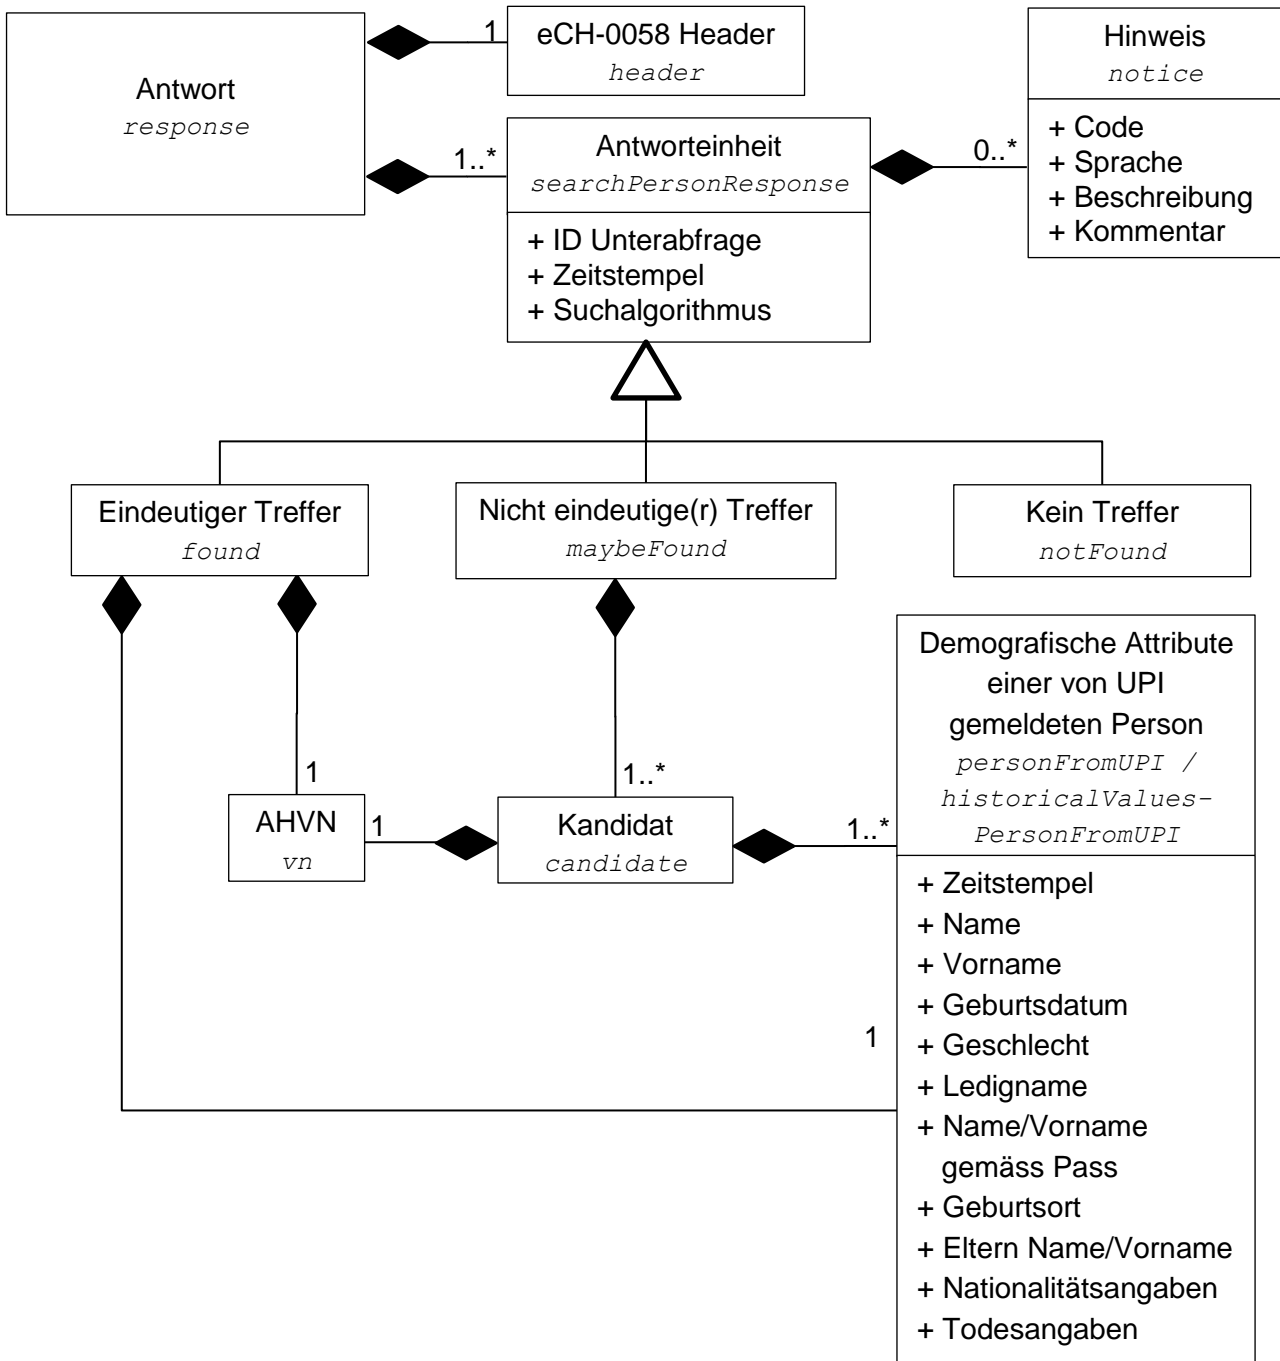 Antwort
response
1
eCH-0058 Header
header
Hinweis
notice
+ Code
+ Sprache
+ Beschreibung
+ Kommentar
1..*
Antworteinheit
searchPersonResponse
0..*
+ ID Unterabfrage
+ Zeitstempel
+ Suchalgorithmus
Eindeutiger Treffer
found
Nicht eindeutige(r) Treffer
maybeFound
Kein Treffer
notFound
1
1..*
AHVN
vn
1
Kandidat
candidate
1..*
Demografische Attribute
einer von UPI
gemeldeten Person
personFromUPI /
historicalValues-
PersonFromUPI
+ Zeitstempel
+ Name
+ Vorname
+ Geburtsdatum
+ Geschlecht
+ Ledigname
+ Name/Vorname
gemäss Pass
+ Geburtsort
+ Eltern Name/Vorname
+ Nationalitätsangaben
+ Todesangaben
1